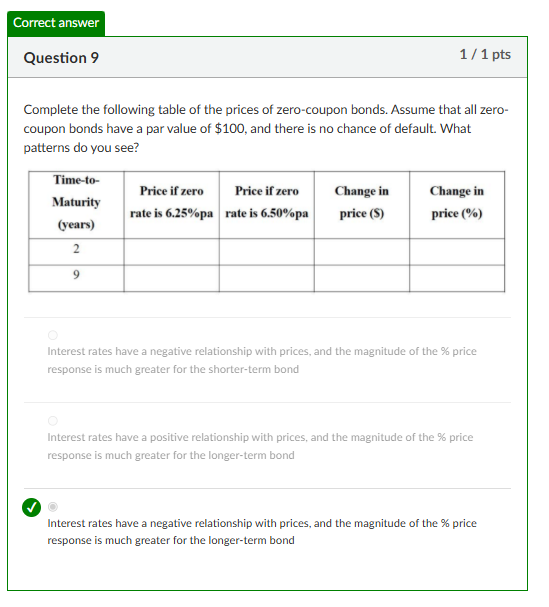 Correct answer
Question 9
1 / 1 pts
Complete the following table of the prices of zero-coupon bonds. Assume that all zero-
coupon bonds have a par value of $100, and there is no chance of default. What
patterns do you see?
Time-to-
Maturity
(years)
Price if zero
rate is 6.25%pa
Price if zero
rate is 6.50%pa
Change in
price ($)
Change in
price (%)
2
9
Interest rates have a negative relationship with prices, and the magnitude of the % price
response is much greater for the shorter-term bond
Interest rates have a positive relationship with prices, and the magnitude of the % price
response is much greater for the longer-term bond
Interest rates have a negative relationship with prices, and the magnitude of the % price
response is much greater for the longer-term bond